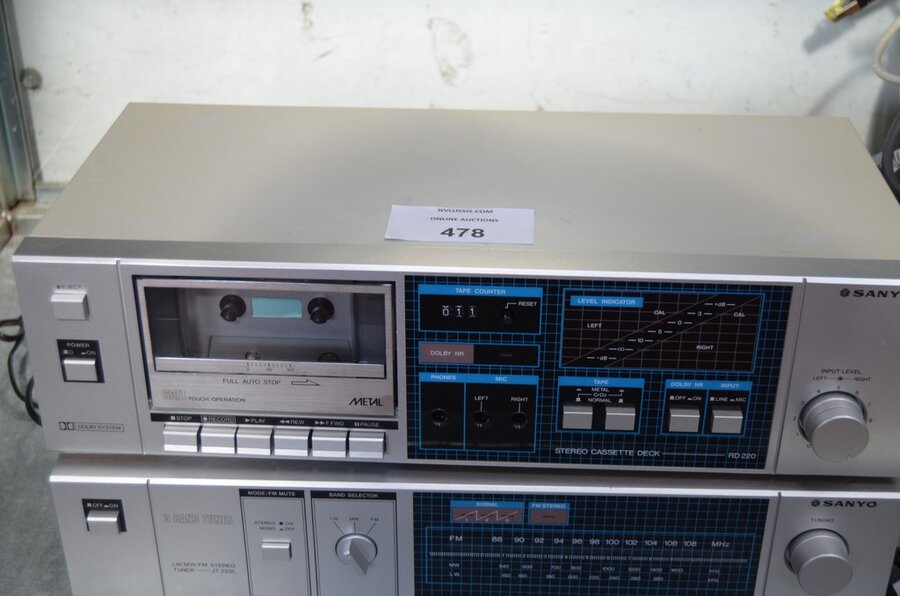 NVLUSSIS.COM
ONLINE AUCTIONS
478
EJECT
POWER
ON
DOLBY SYSTEM
FULL AUTO STOP
TOUCH OPERATION
METAL
STOP RECORD PLAY REW F.FWD PAUSE
TAPE COUNTER
011
RESET
DOLBY NR
PHONES
MIC
LEFT RIGHT
LEVEL INDICATOR
LEFT
RIGHT
CAL
CAL
+dB
3
0
5
10
∞
-dB
TAPE
METAL
CrO2
NORMAL
DOLBY NR
OFF ON
INPUT
LINE MIC
STEREO CASSETTE DECK
RD 220
SANY
INPUT LEVEL
LEFT RIGHT
OFF ON
3 BAND TUNER
LW/MW/FM STEREO
TUNER JT 220L
MODE/FM MUTE
STEREO ON
MONO OFF
BAND SELECTOR
LW MW FM
SIGNAL
FM STEREO
FM 88 90 92 94 96 98 100 102 104 106 108 MHz
MW
LW
kHz
kHz
SANYO
TUNING